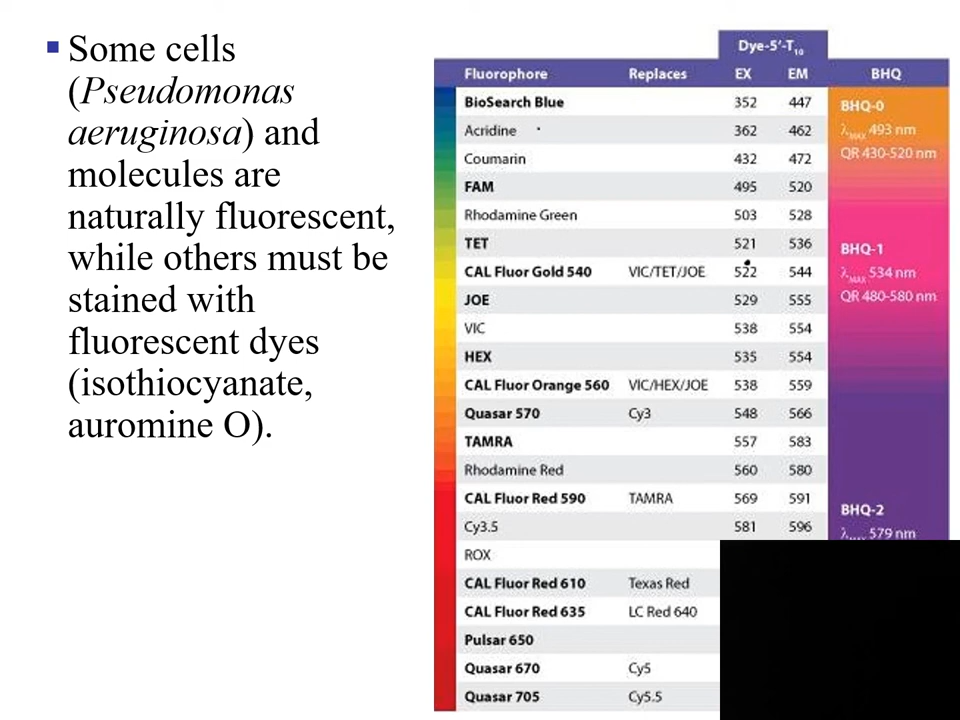 Some cells
(Pseudomonas
aeruginosa) and
molecules are
naturally fluorescent,
while others must be
stained with
fluorescent dyes
(isothiocyanate,
auromine O).
Dye-5'-T10
Fluorophore Replaces EX EM BHQ
BioSearch Blue 352 447
Acridine 362 462
Coumarin 432 472
FAM 495 520
Rhodamine Green 503 528
TET 521 536
CAL Fluor Gold 540 VIC/TET/JOE 522 544
JOE 529 555
VIC 538 554
HEX 535 554
CAL Fluor Orange 560 VIC/HEX/JOE 538 559
Quasar 570 Cy3 548 566
TAMRA 557 583
Rhodamine Red 560 580
CAL Fluor Red 590 TAMRA 569 591
Cy3.5 581 596
ROX
CAL Fluor Red 610 Texas Red
CAL Fluor Red 635 LC Red 640
Pulsar 650
Quasar 670 Cy5
Quasar 705 Cy5.5
BHQ-0
λMAX 493 nm
QR 430-520 nm
BHQ-1
λMAX 534 nm
QR 480-580 nm
BHQ-2
λ 579 nm